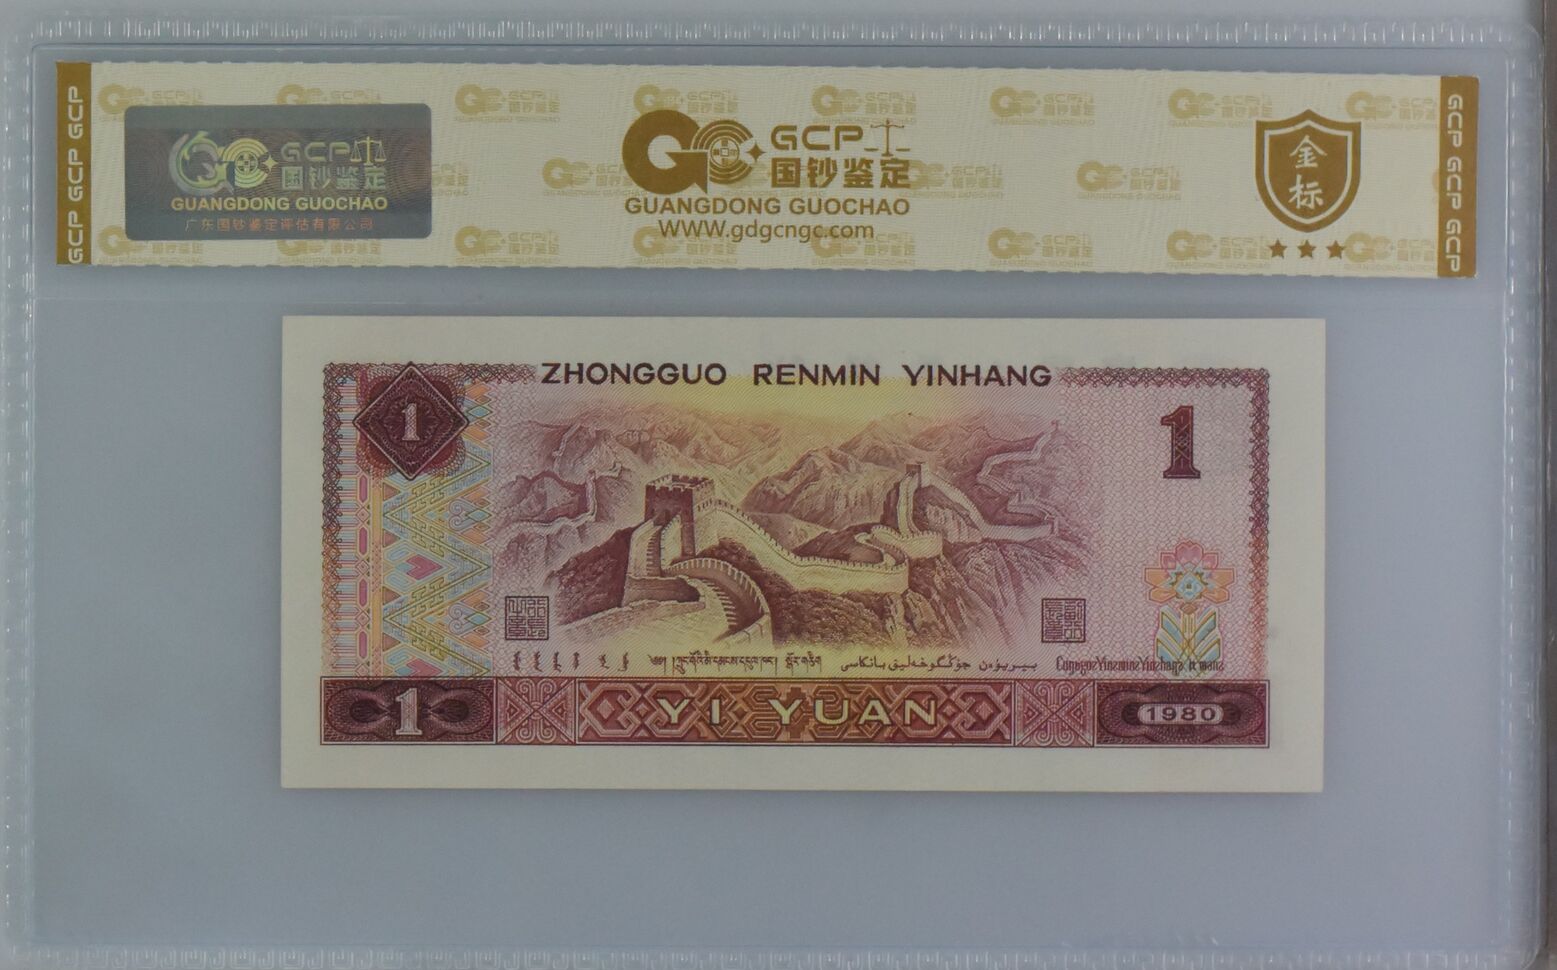 GCP GCP GCP
GCP
国钞鉴定
GUANGDONG GUOCHAO
广东国钞鉴定评估有限公司
GCP
国钞鉴定
GUANGDONG GUOCHAO
WWW.gdgcngc.com
金标
GCP GCP GCP
ZHONGGUO RENMIN YINHANG
1
1
1
YI YUAN
1980